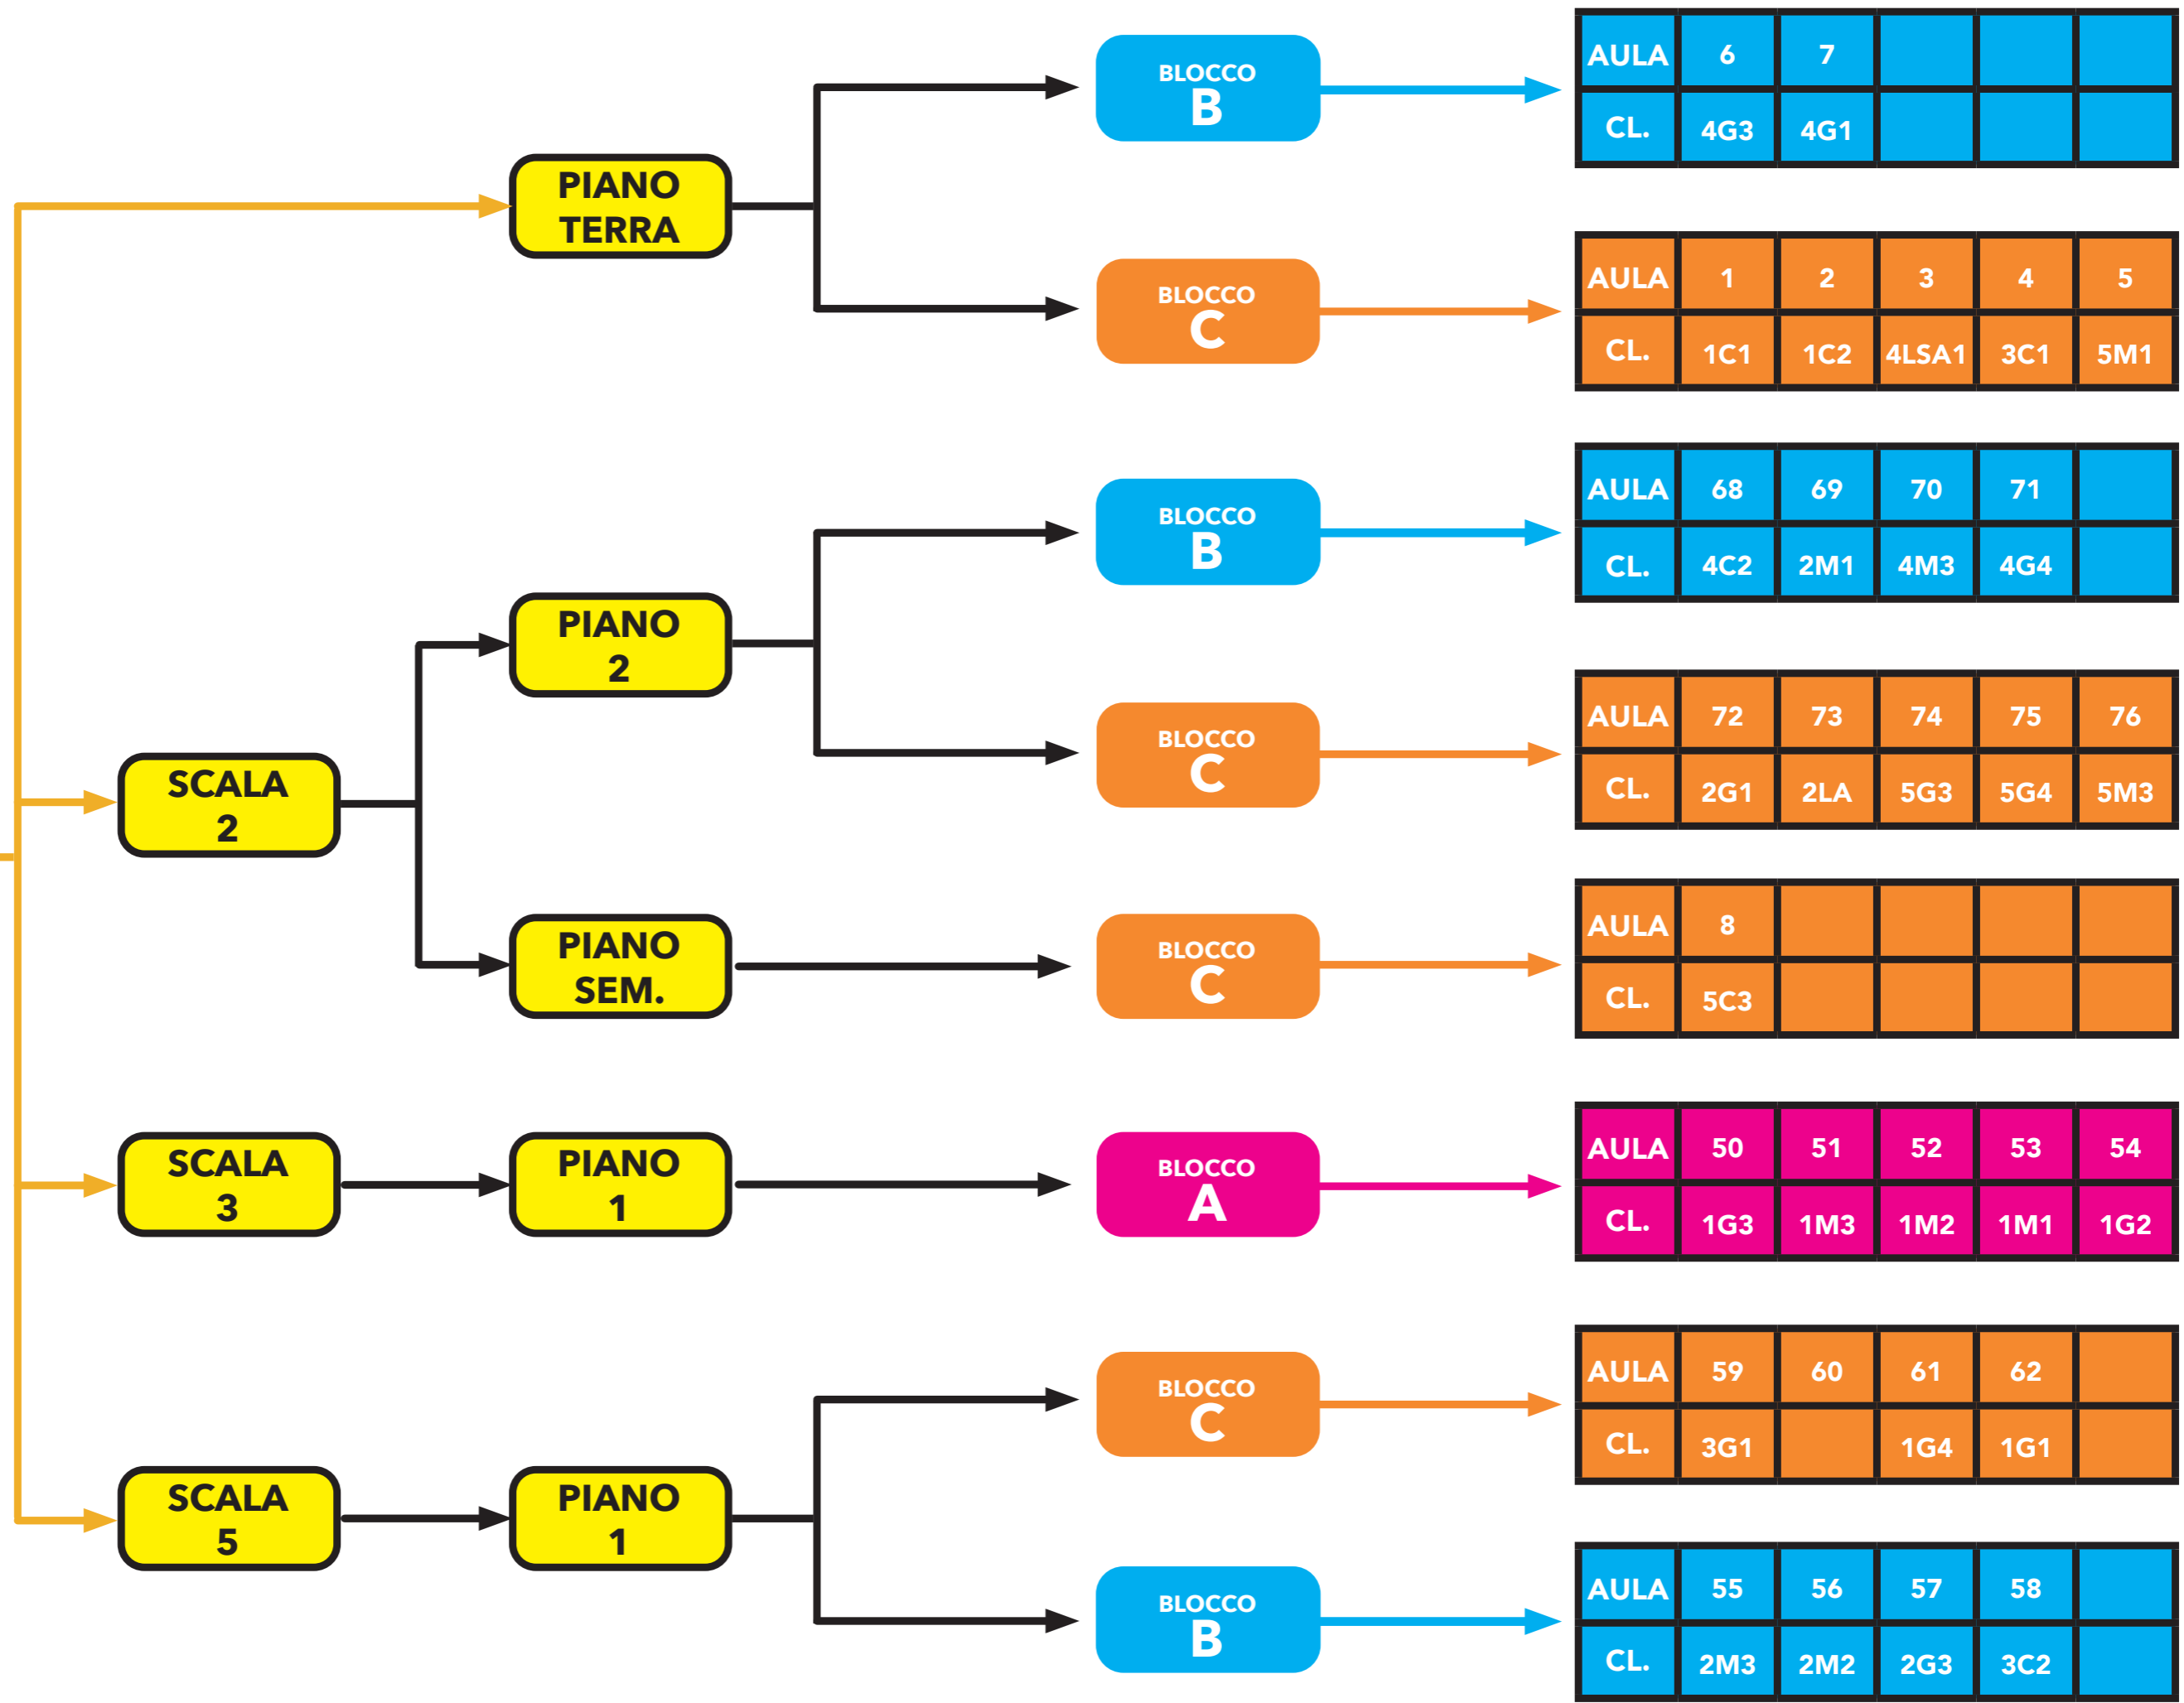 PIANO
TERRA
BLOCCO
B
AULA 6 7
CL. 4G3 4G1
BLOCCO
C
AULA 1 2 3 4 5
CL. 1C1 1C2 4LSA1 3C1 5M1
SCALA
2
PIANO
2
BLOCCO
B
AULA 68 69 70 71
CL. 4C2 2M1 4M3 4G4
BLOCCO
C
AULA 72 73 74 75 76
CL. 2G1 2LA 5G3 5G4 5M3
PIANO
SEM.
BLOCCO
C
AULA 8
CL. 5C3
SCALA
3
PIANO
1
BLOCCO
A
AULA 50 51 52 53 54
CL. 1G3 1M3 1M2 1M1 1G2
SCALA
5
PIANO
1
BLOCCO
C
AULA 59 60 61 62
CL. 3G1 1G4 1G1
BLOCCO
B
AULA 55 56 57 58
CL. 2M3 2M2 2G3 3C2